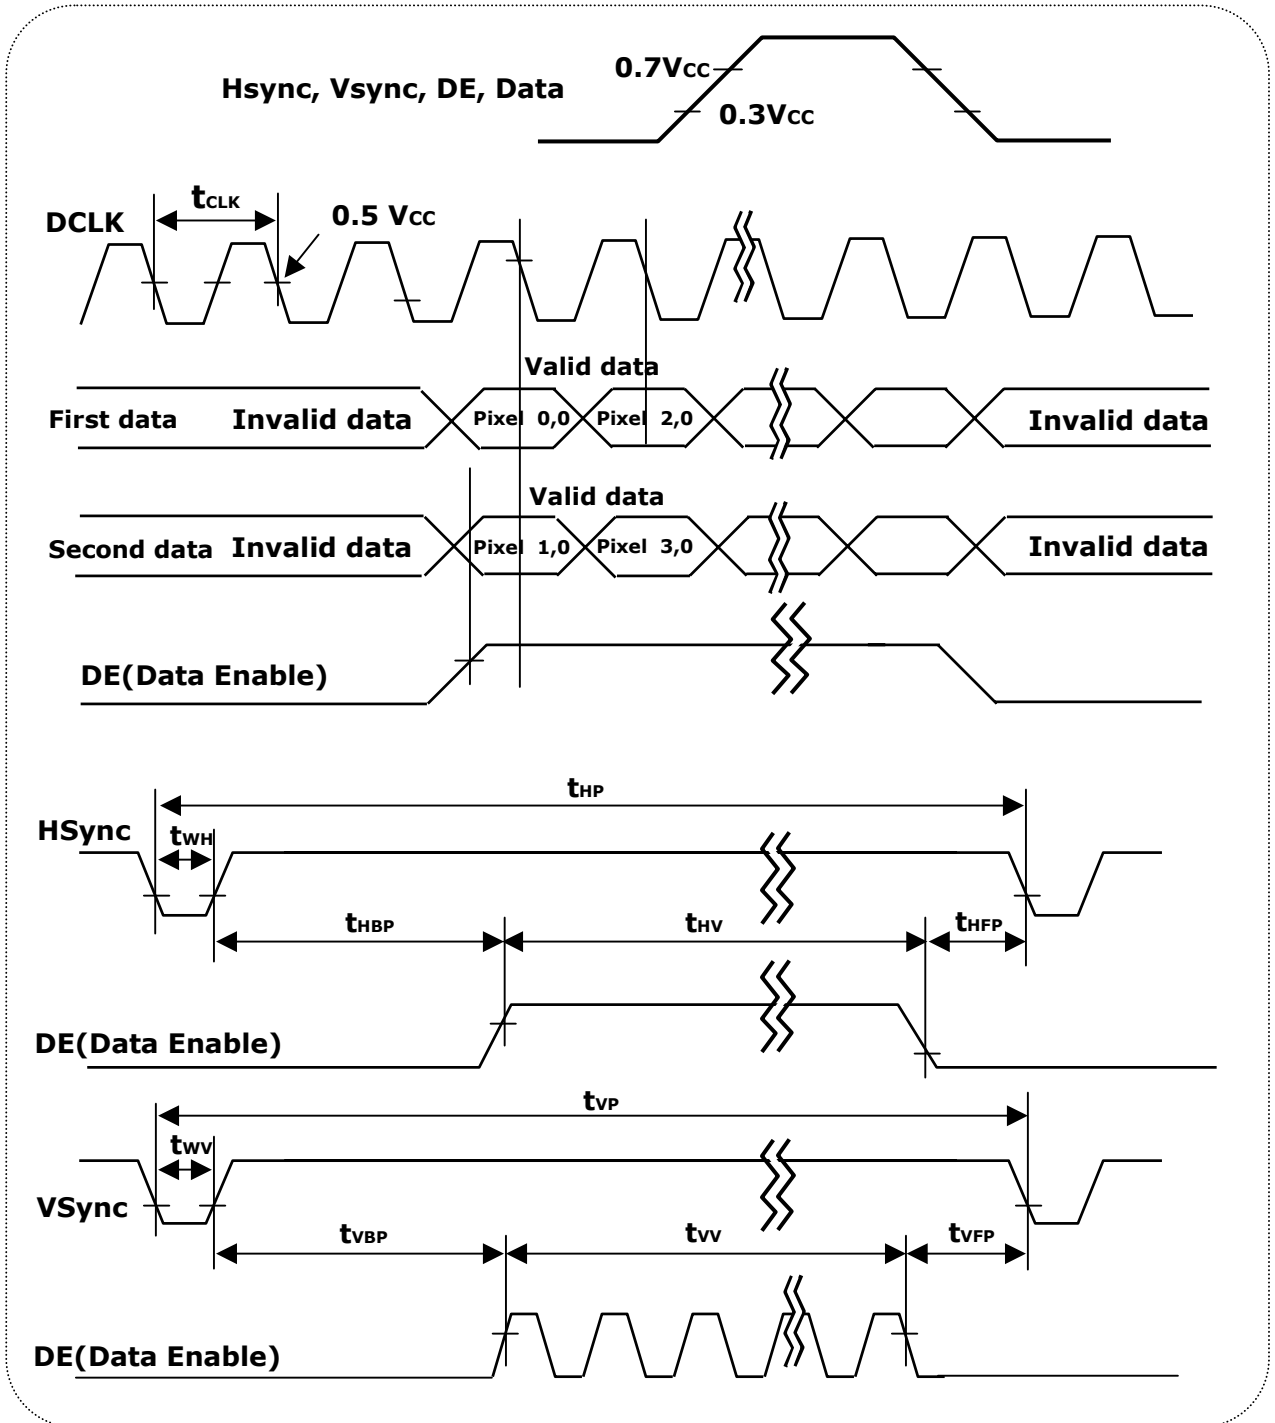 0.7VCC
Hsync, Vsync, DE, Data
0.3VCC
tCLK
DCLK
0.5 VCC
Valid data
First data
Invalid data
Pixel 0,0
Pixel 2,0
Invalid data
Valid data
Second data
Invalid data
Pixel 1,0
Pixel 3,0
Invalid data
DE(Data Enable)
tHP
HSync
tWH
tHBP
tHV
tHFP
DE(Data Enable)
tVP
tWV
VSync
tVBP
tVV
tVFP
DE(Data Enable)